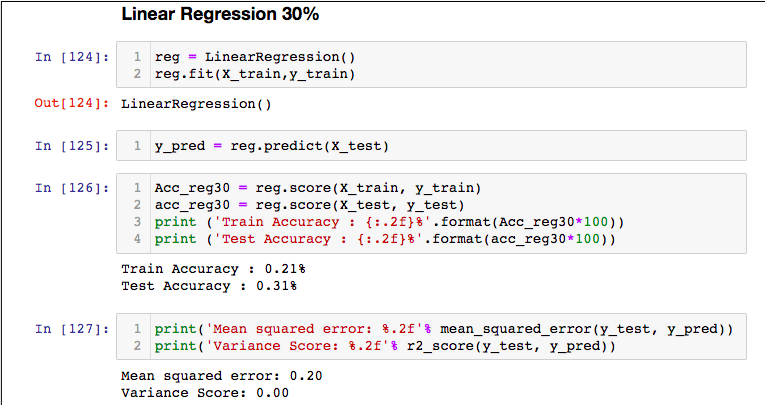 Linear Regression 30%
In [124]:
1 reg = LinearRegression()
2 reg.fit(X_train,y_train)
Out[124]: LinearRegression()
In [125]:
1 y_pred = reg.predict(X_test)
In [126]:
1 Acc_reg30 = reg.score(X_train, y_train)
2 acc_reg30 = reg.score(X_test, y_test)
3 print ('Train Accuracy : {:.2f}%'.format(Acc_reg30*100))
4 print ('Test Accuracy : {:.2f}%'.format(acc_reg30*100))
Train Accuracy : 0.21%
Test Accuracy : 0.31%
In [127]:
1 print('Mean squared error: %.2f'% mean_squared_error(y_test, y_pred))
2 print('Variance Score: %.2f'% r2_score(y_test, y_pred))
Mean squared error: 0.20
Variance Score: 0.00